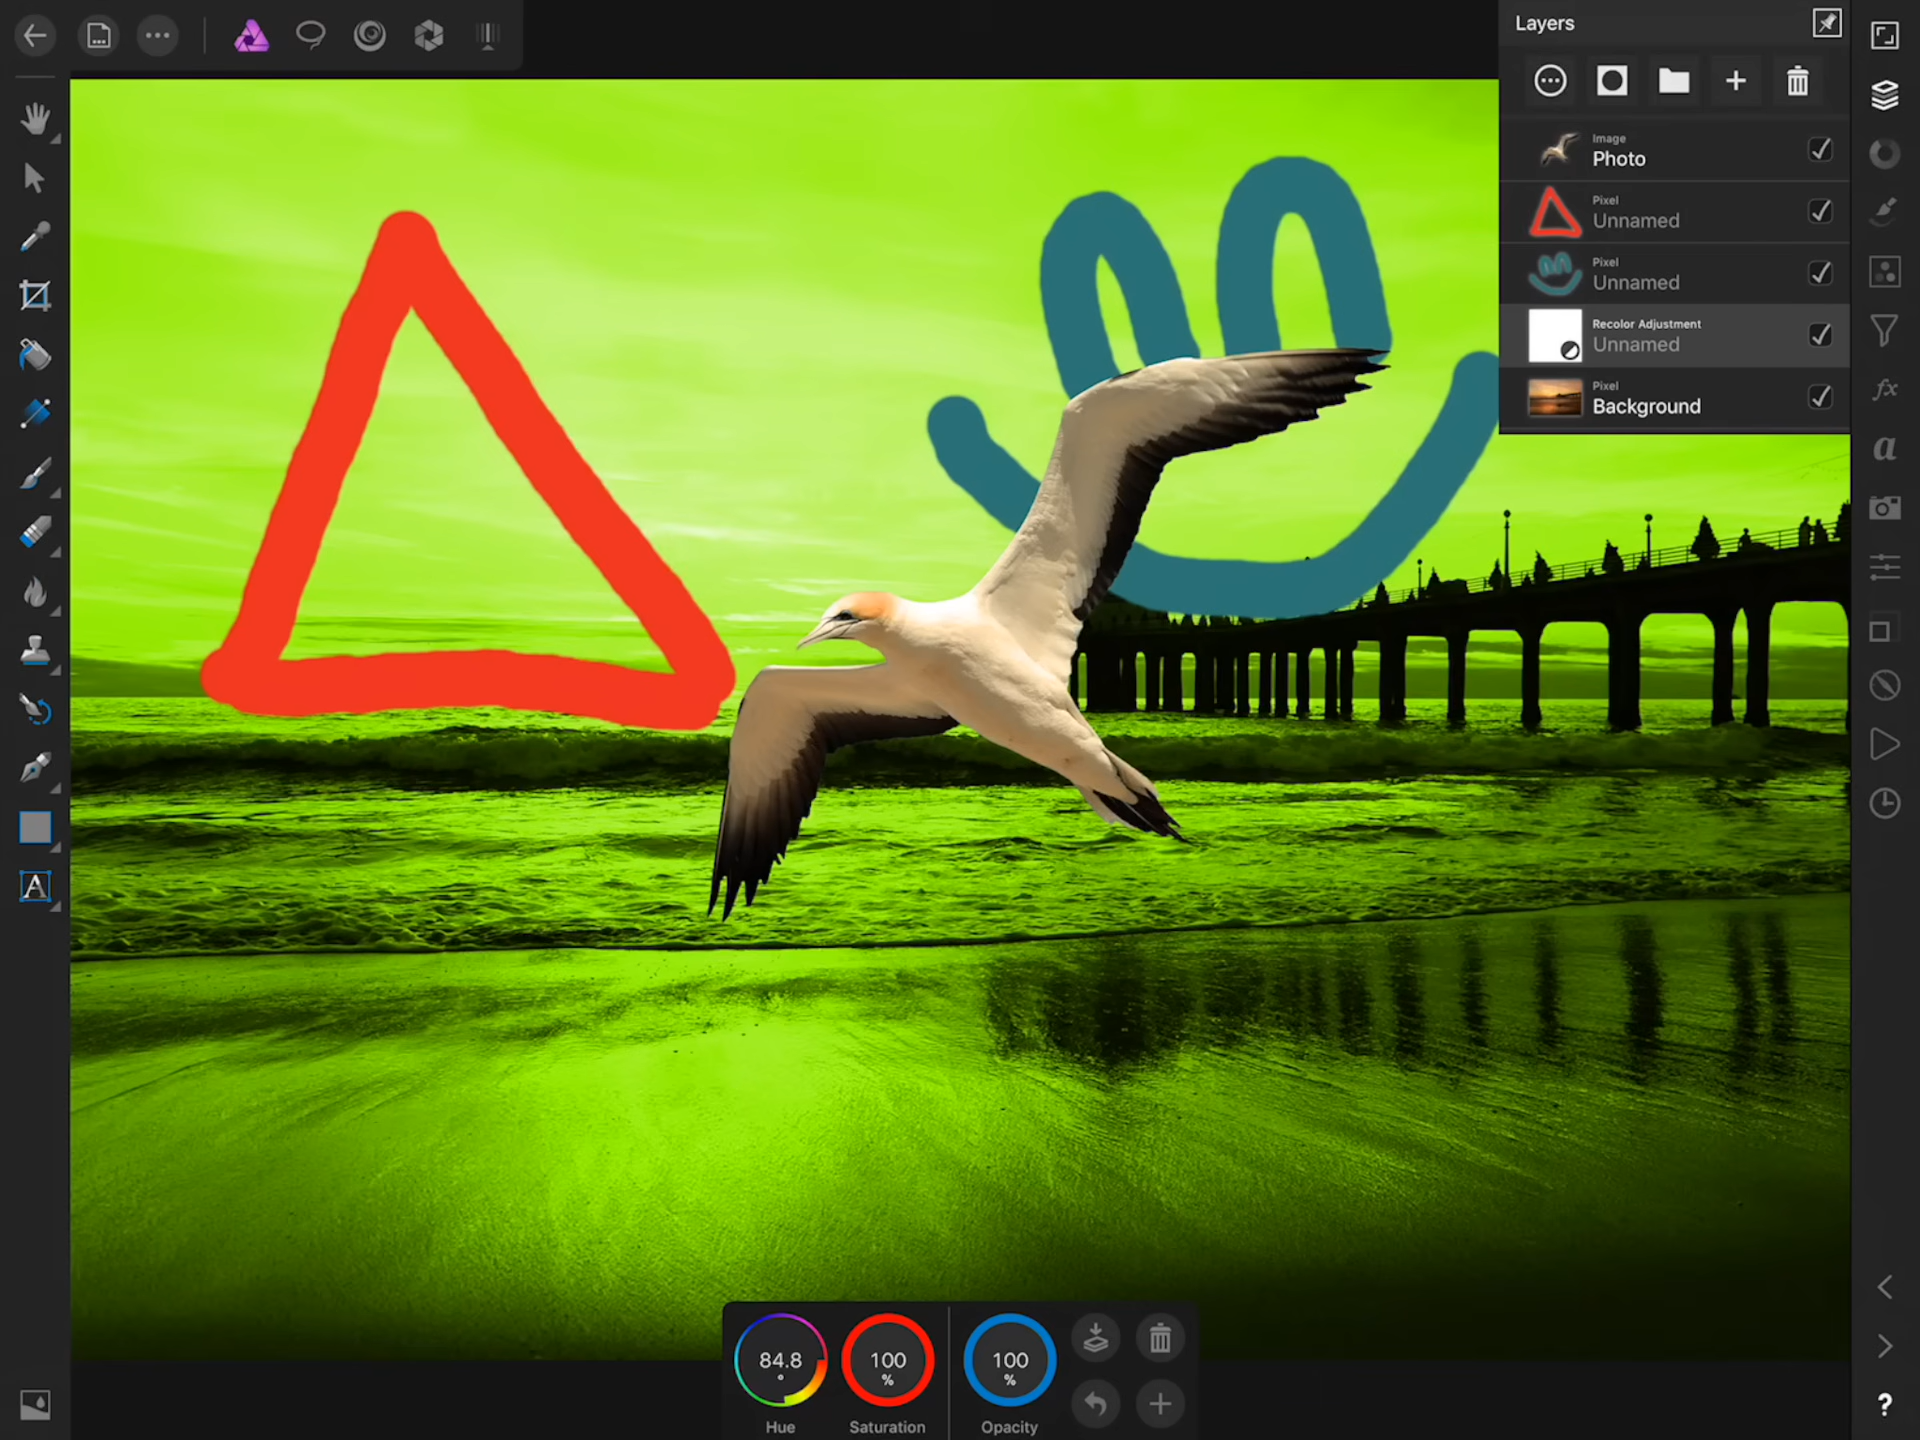 Layers
Image
Photo
Pixel
Unnamed
Pixel
Unnamed
Recolor Adjustment
Unnamed
Pixel
Background
fx
a
A
84.8
°
Hue
100
%
Saturation
100
%
Opacity
?